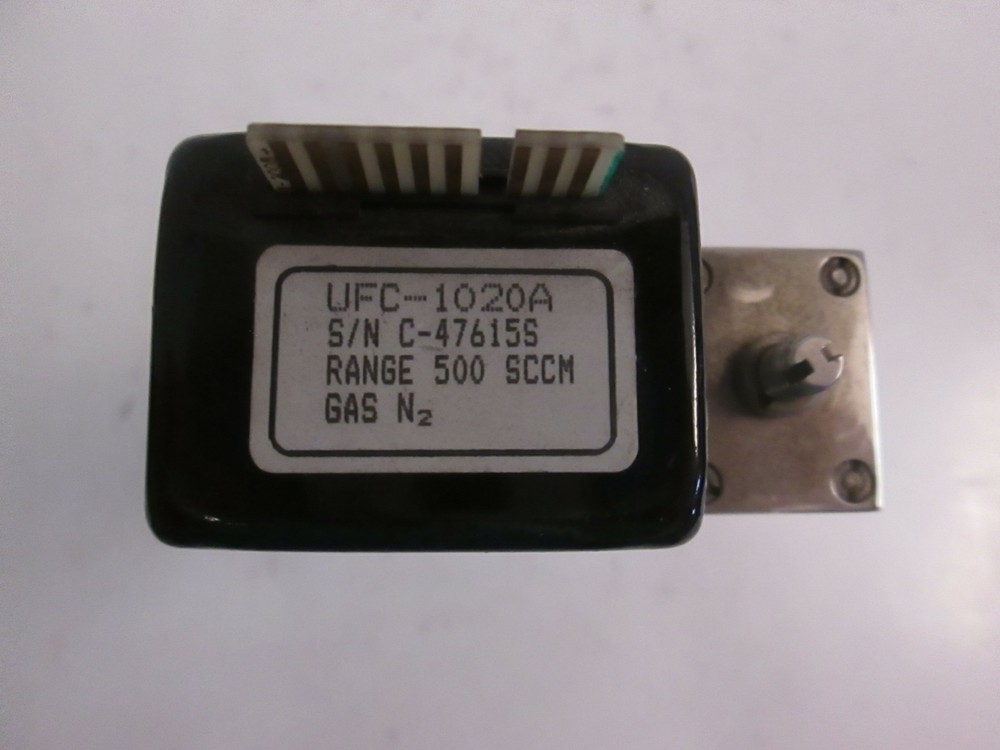 UFC-1020A
S/N C-47615S
RANGE 500 SCCM
GAS N₂